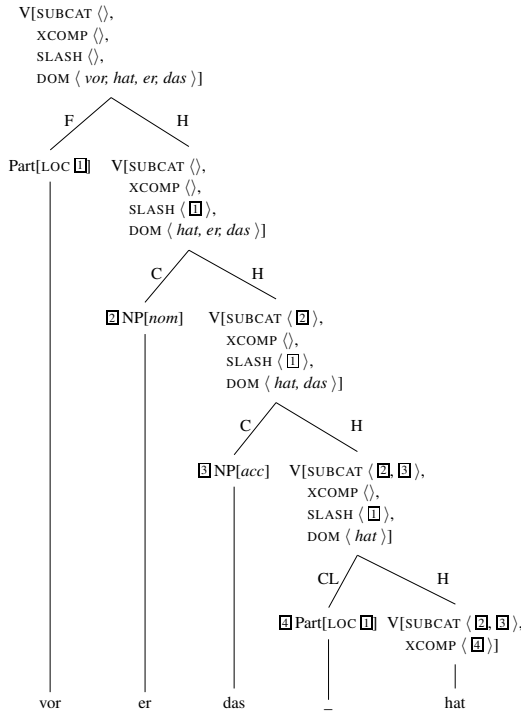 V[SUBCAT ⟨⟩,
XCOMP ⟨⟩,
SLASH ⟨⟩,
DOM ⟨ vor, hat, er, das ⟩]
F H
Part[LOC 1] V[SUBCAT ⟨⟩,
XCOMP ⟨⟩,
SLASH ⟨ 1 ⟩,
DOM ⟨ hat, er, das ⟩]
C H
2 NP[nom] V[SUBCAT ⟨ 2 ⟩,
XCOMP ⟨⟩,
SLASH ⟨ 1 ⟩,
DOM ⟨ hat, das ⟩]
C H
3 NP[acc] V[SUBCAT ⟨ 2, 3 ⟩,
XCOMP ⟨⟩,
SLASH ⟨ 1 ⟩,
DOM ⟨ hat ⟩]
CL H
4 Part[LOC 1] V[SUBCAT ⟨ 2, 3 ⟩,
XCOMP ⟨ 4 ⟩]
vor er das _ hat